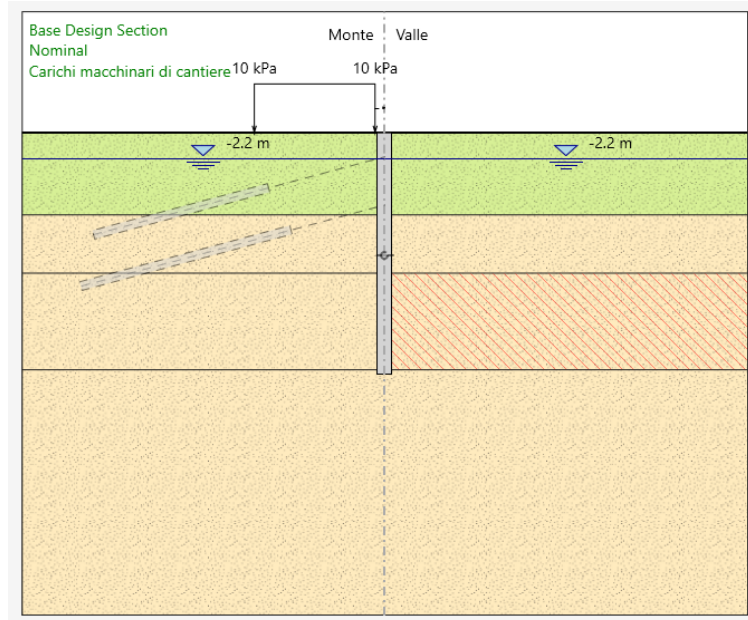 Base Design Section
Nominal
Carichi macchinari di cantiere
Monte Valle
10 kPa 10 kPa
-2.2 m -2.2 m